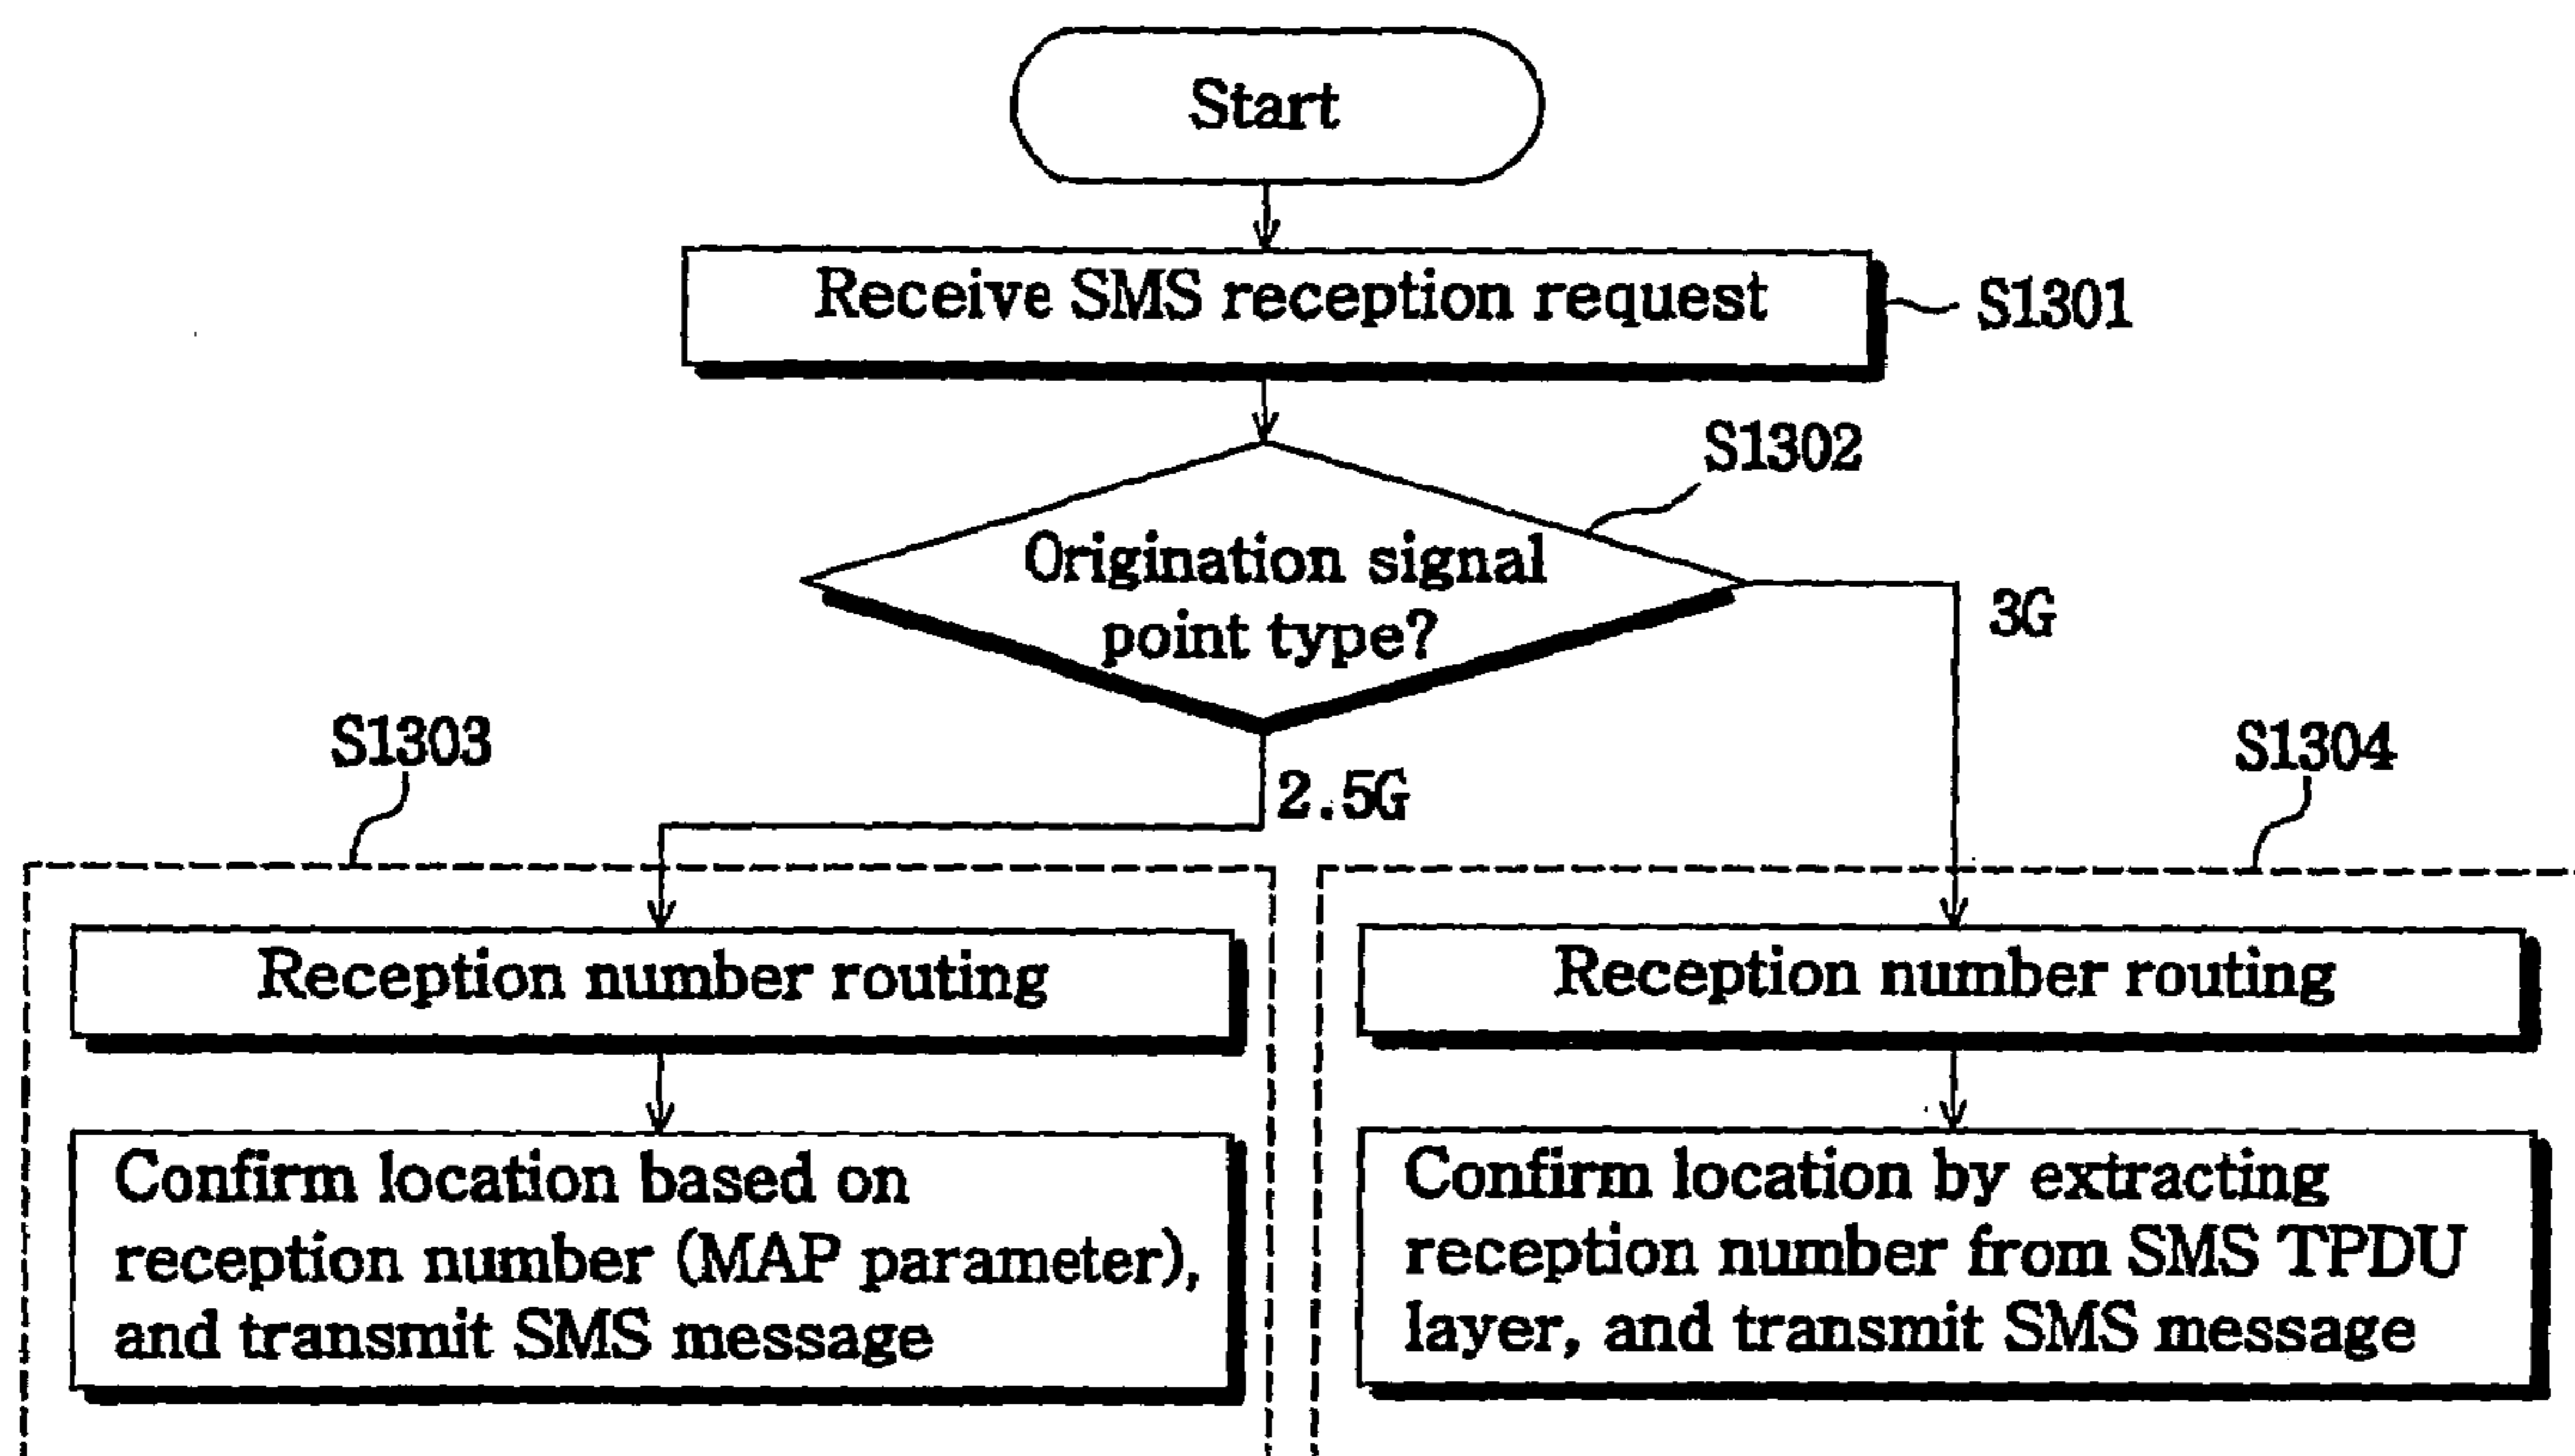 Start
Receive SMS reception request
S1301
S1302
Origination signal
point type?
3G
2.5G
S1303
S1304
Reception number routing
Confirm location based on
reception number (MAP parameter),
and transmit SMS message
Reception number routing
Confirm location by extracting
reception number from SMS TPDU
layer, and transmit SMS message